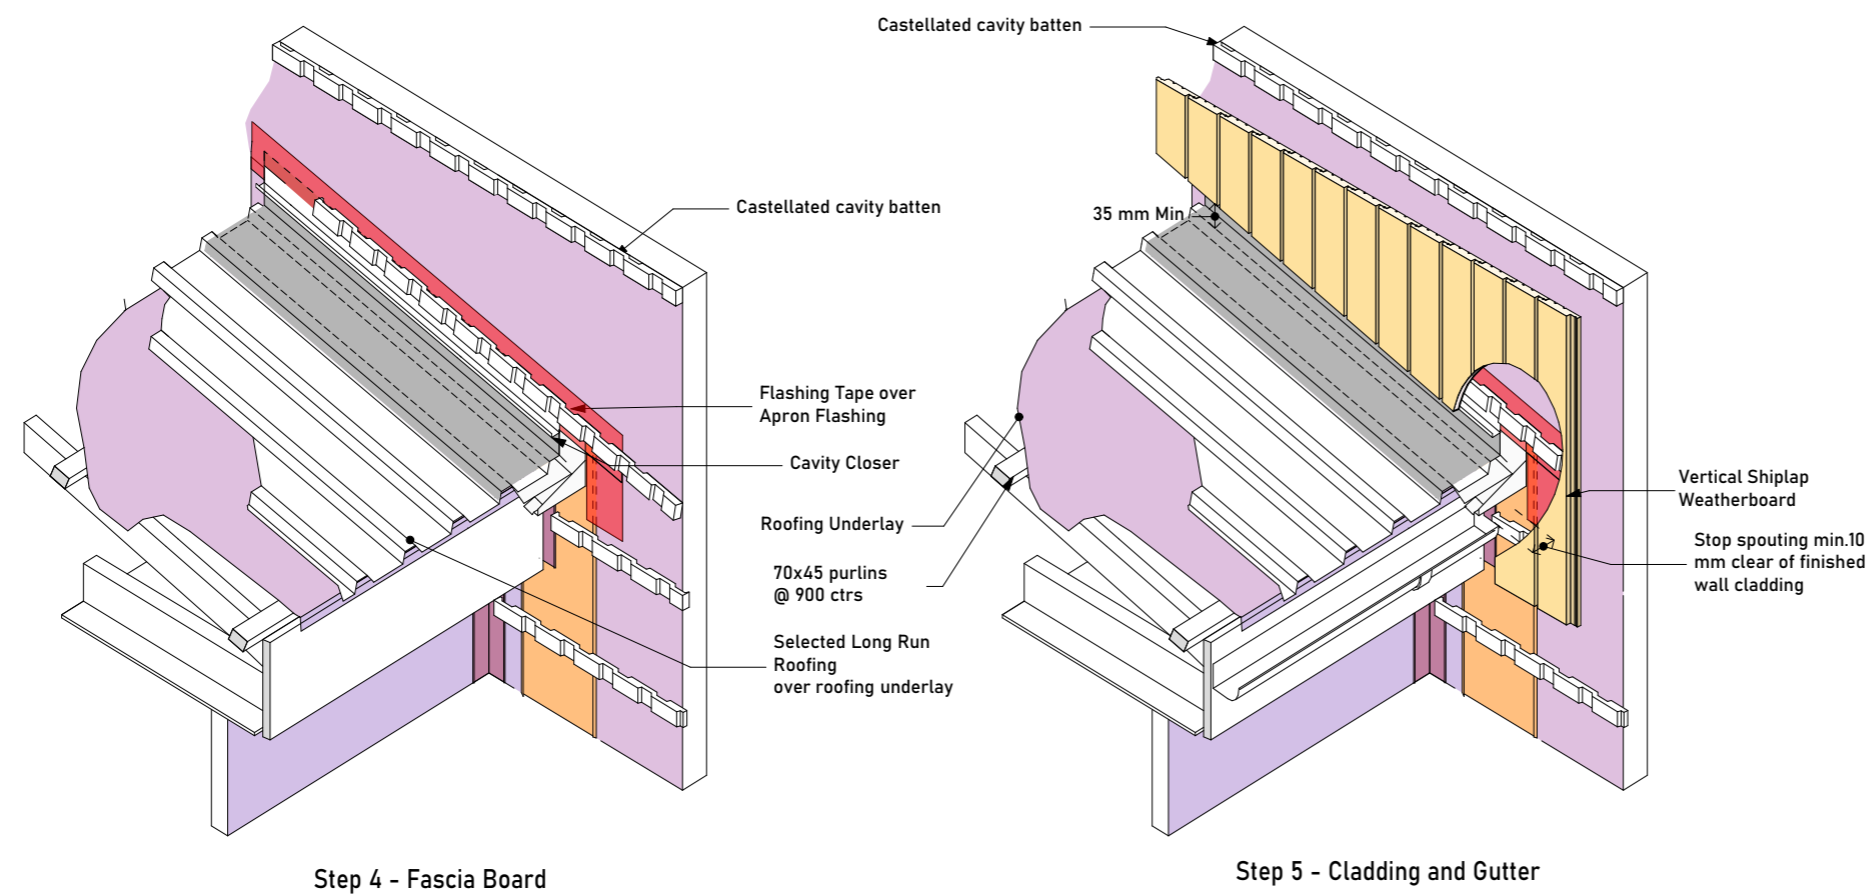 Castellated cavity batten
Castellated cavity batten
35 mm Min
Flashing Tape over
Apron Flashing
Cavity Closer
Roofing Underlay
70x45 purlins
@ 900 ctrs
Selected Long Run
Roofing
over roofing underlay
Vertical Shiplap
Weatherboard
Stop spouting min.10
mm clear of finished
wall cladding
Step 4 - Fascia Board
Step 5 - Cladding and Gutter